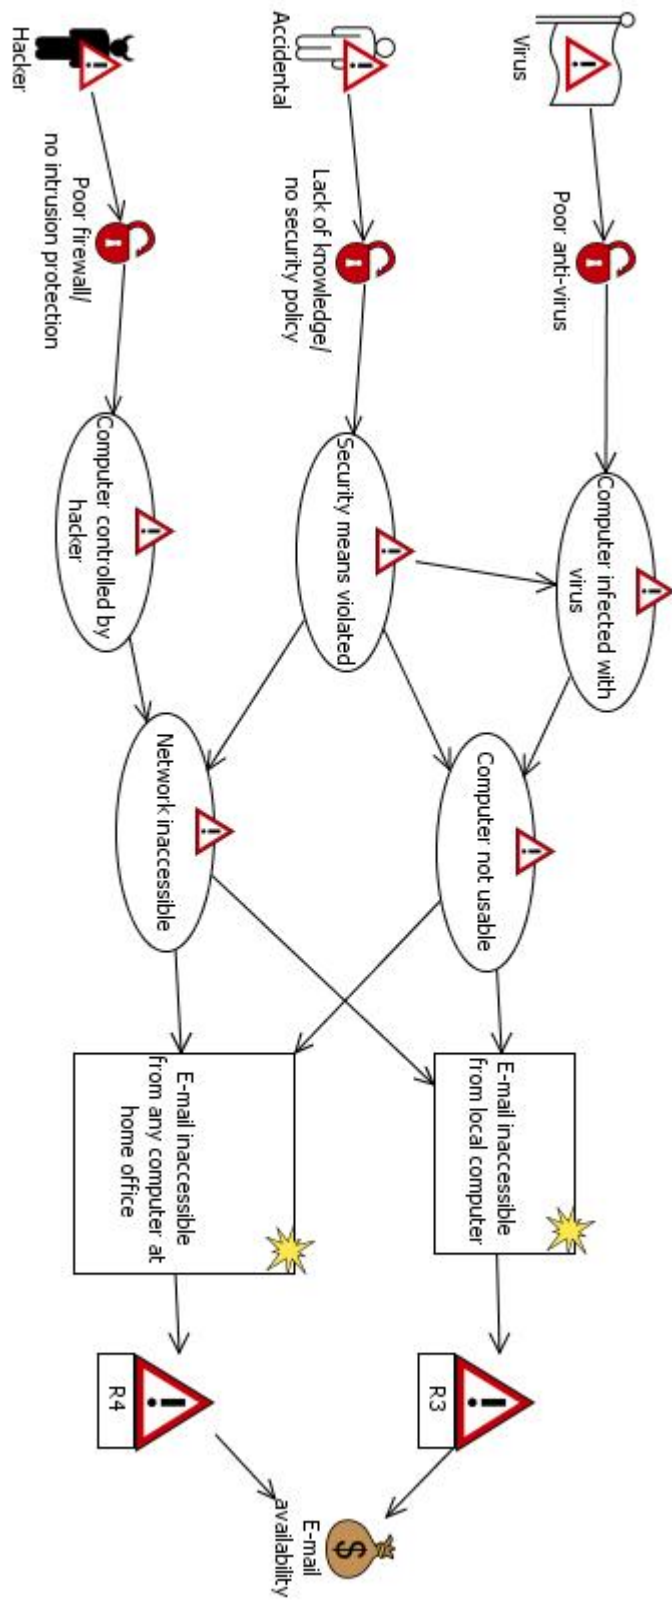 Virus
Poor anti-virus
Computer infected with
virus
Computer not usable
E-mail inaccessible
from local computer
R3
Accidental
Lack of knowledge/
no security policy
Security means violated
E-mail
availability
$
Hacker
Poor firewall/
no intrusion protection
Computer controlled by
hacker
Network inaccessible
E-mail inaccessible
from any computer at
home office
R4